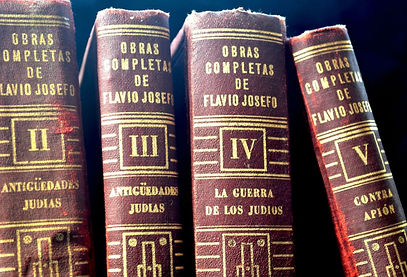 OBRAS
COMPLETAS
DE
FLAVIO JOSEFO
II
ANTIGÜEDADES
JUDIAS
OBRAS
COMPLETAS
DE
FLAVIO JOSEFO
III
ANTIGÜEDADES
JUDIAS
OBRAS
COMPLETAS
DE
FLAVIO JOSEFO
IV
LA GUERRA
DE LOS JUDIOS
OBRAS
COMPLETAS
DE
FLAVIO JOSEFO
V
CONTRA
APIÓN